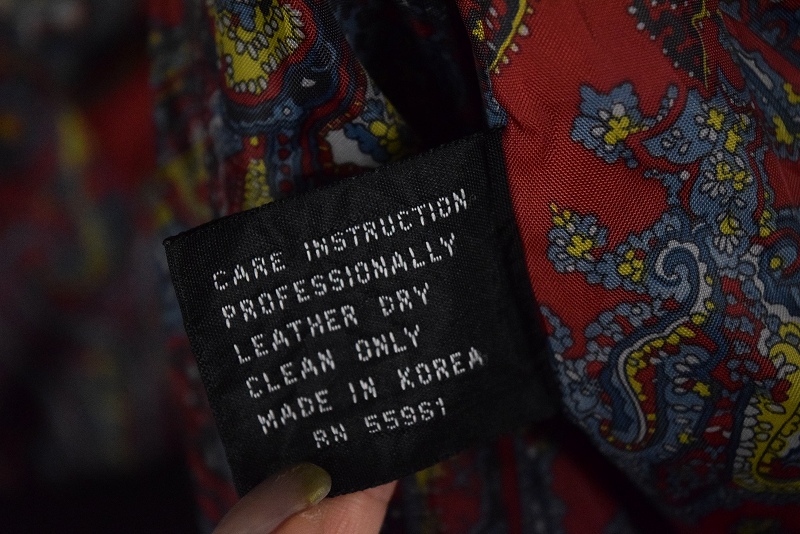 CARE INSTRUCTION
PROFESSIONALLY
LEATHER DRY
CLEAN ONLY
MADE IN KOREA
RN 55961